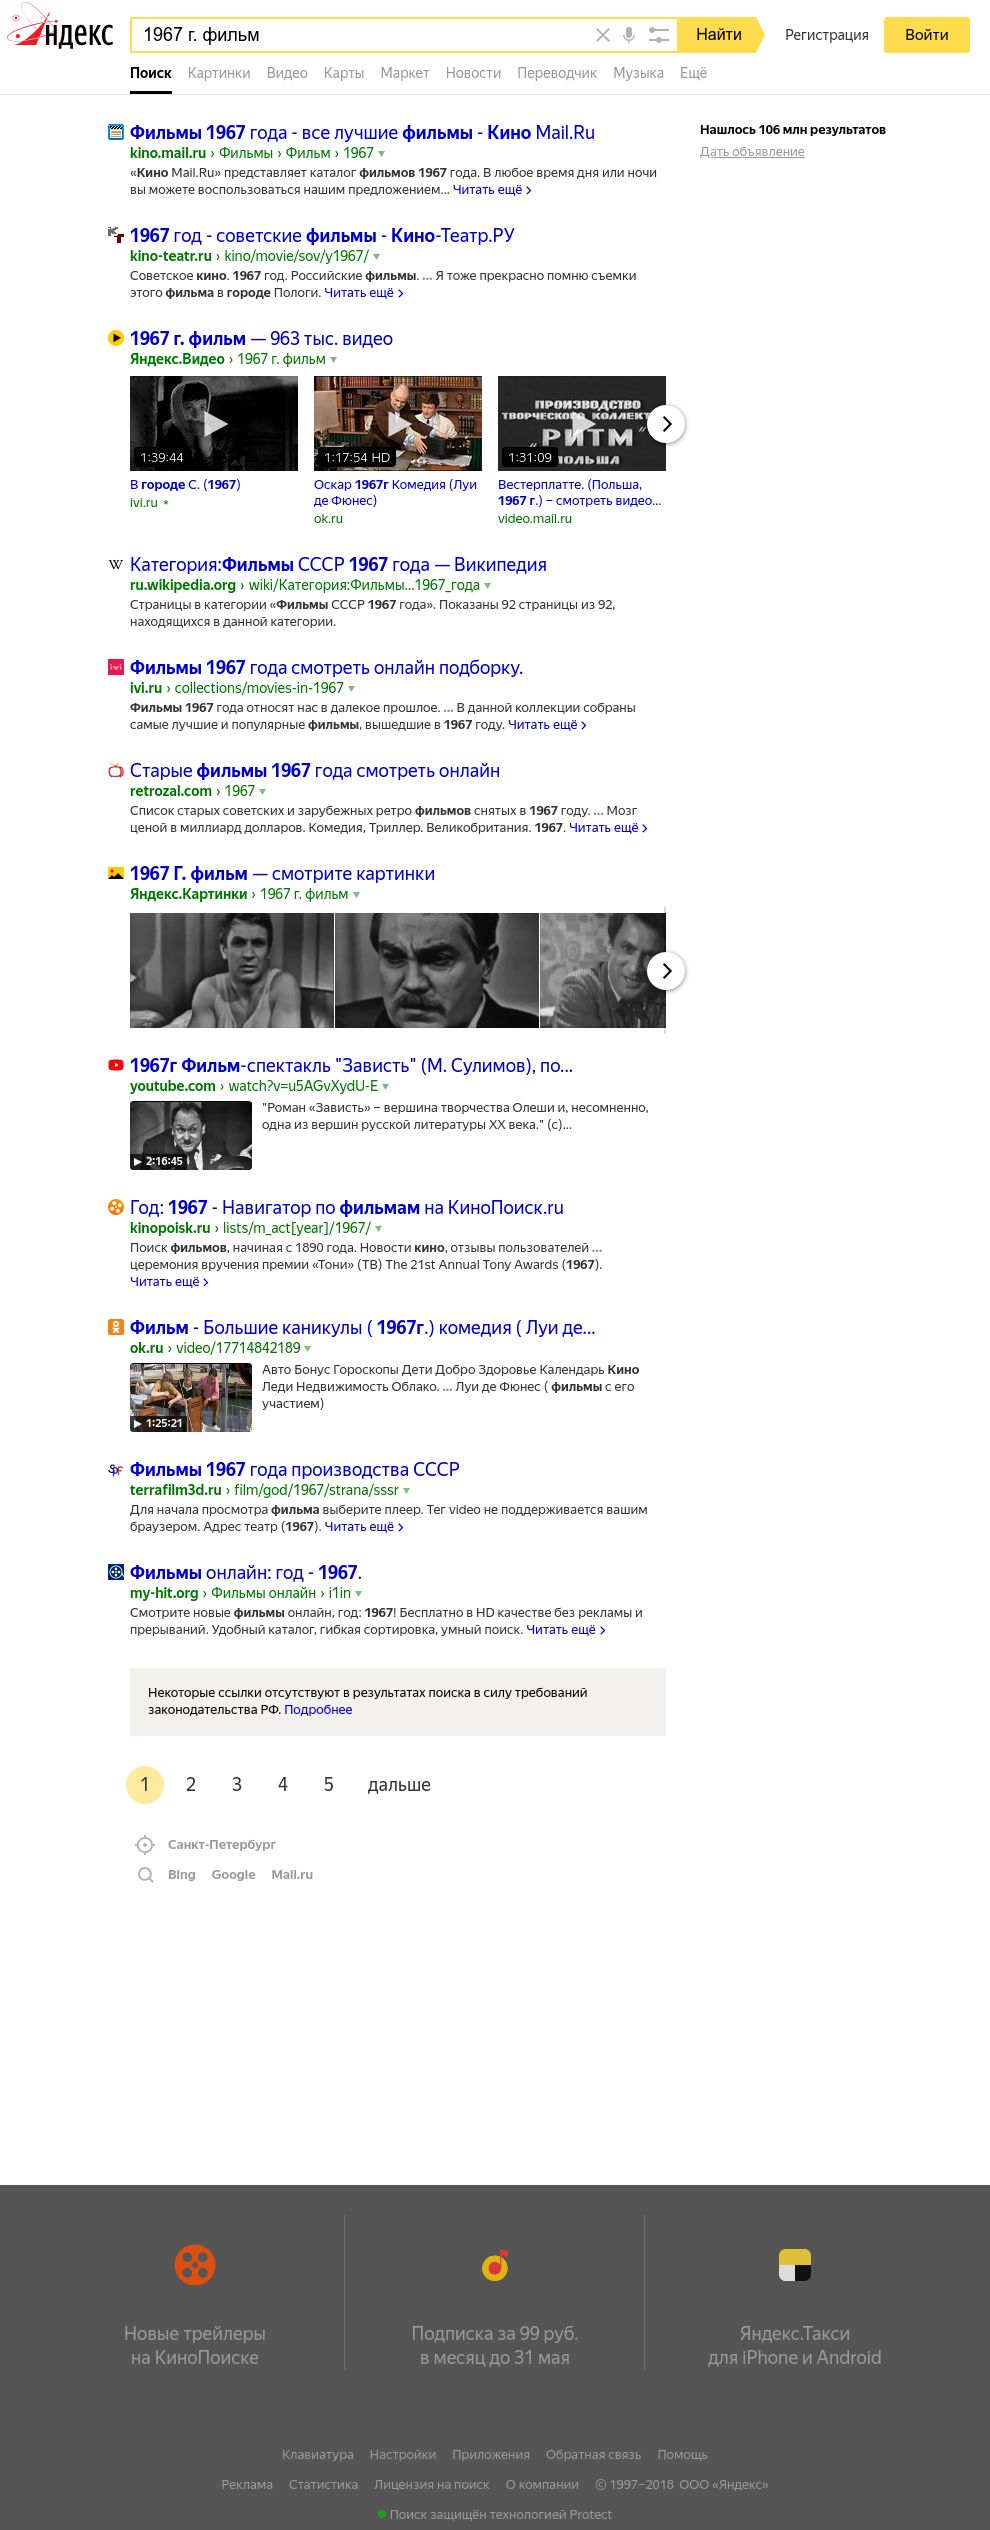 Яндекс
1967 г. фильм
Найти
Регистрация
Войти
Поиск Картинки Видео Карты Маркет Новости Переводчик Музыка Ещё
Фильмы 1967 года - все лучшие фильмы - Кино Mail.Ru
kino.mail.ru › Фильмы › Фильм › 1967
«Кино Mail.Ru» представляет каталог фильмов 1967 года. В любое время дня или ночи
вы можете воспользоваться нашим предложением... Читать ещё
Нашлось 106 млн результатов
Дать объявление
1967 год - советские фильмы - Кино-Театр.РУ
kino-teatr.ru › kino/movie/sov/y1967/
Советское кино. 1967 год. Российские фильмы. ... Я тоже прекрасно помню съемки
этого фильма в городе Пологи. Читать ещё
1967 г. фильм — 963 тыс. видео
Яндекс.Видео › 1967 г. фильм
1:39:44
1:17:54 HD
ПРОИЗВОДСТВО
ТВОРЧЕСКОГО КОЛЛЕКТ
"РИТМ"
ПОЛЬША
1:31:09
В городе С. (1967)
ivi.ru ★
Оскар 1967г Комедия (Луи
де Фюнес)
ok.ru
Вестерплатте. (Польша,
1967 г.) – смотреть видео...
video.mail.ru
Категория:Фильмы СССР 1967 года — Википедия
ru.wikipedia.org › wiki/Категория:Фильмы...1967_года
Страницы в категории «Фильмы СССР 1967 года». Показаны 92 страницы из 92,
находящихся в данной категории.
ivi
Фильмы 1967 года смотреть онлайн подборку.
ivi.ru › collections/movies-in-1967
Фильмы 1967 года относят нас в далекое прошлое. ... В данной коллекции собраны
самые лучшие и популярные фильмы, вышедшие в 1967 году. Читать ещё
Старые фильмы 1967 года смотреть онлайн
retrozal.com › 1967
Список старых советских и зарубежных ретро фильмов снятых в 1967 году. ... Мозг
ценой в миллиард долларов. Комедия, Триллер. Великобритания. 1967. Читать ещё
1967 Г. фильм — смотрите картинки
Яндекс.Картинки › 1967 г. фильм
1967г Фильм-спектакль "Зависть" (М. Сулимов), по...
youtube.com › watch?v=u5AGvXydU-E
2:16:45
"Роман «Зависть» – вершина творчества Олеши и, несомненно,
одна из вершин русской литературы XX века." (с)...
Год: 1967 - Навигатор по фильмам на КиноПоиск.ru
kinopoisk.ru › lists/m_act[year]/1967/
Поиск фильмов, начиная с 1890 года. Новости кино, отзывы пользователей ...
церемония вручения премии «Тони» (ТВ) The 21st Annual Tony Awards (1967).
Читать ещё
Фильм - Большие каникулы ( 1967г.) комедия ( Луи де...
ok.ru › video/17714842189
1:25:21
Авто Бонус Гороскопы Дети Добро Здоровье Календарь Кино
Леди Недвижимость Облако. ... Луи де Фюнес ( фильмы с его
участием)
Фильмы 1967 года производства СССР
terrafilm3d.ru › film/god/1967/strana/sssr
Для начала просмотра фильма выберите плеер. Тег video не поддерживается вашим
браузером. Адрес театр (1967). Читать ещё
Фильмы онлайн: год - 1967.
my-hit.org › Фильмы онлайн › i1in
Смотрите новые фильмы онлайн, год: 1967! Бесплатно в HD качестве без рекламы и
прерываний. Удобный каталог, гибкая сортировка, умный поиск. Читать ещё
Некоторые ссылки отсутствуют в результатах поиска в силу требований
законодательства РФ. Подробнее
1 2 3 4 5 дальше
Санкт-Петербург
Bing Google Mail.ru
Новые трейлеры
на КиноПоиске
Подписка за 99 руб.
в месяц до 31 мая
Яндекс.Такси
для iPhone и Android
Клавиатура Настройки Приложения Обратная связь Помощь
Реклама Статистика Лицензия на поиск О компании © 1997–2018 ООО «Яндекс»
Поиск защищён технологией Protect